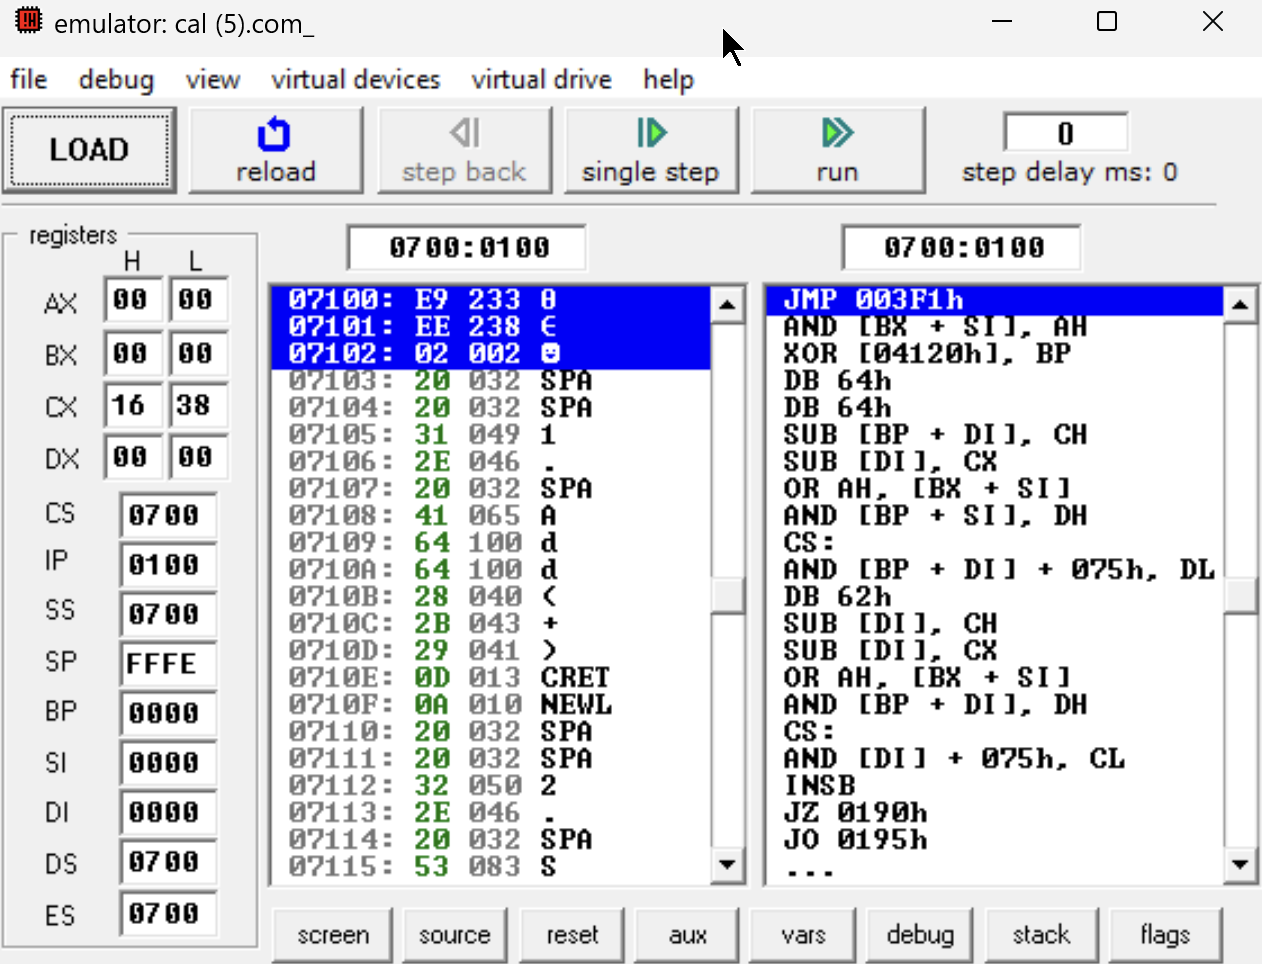 emulator: cal (5).com_
file debug view virtual devices virtual drive help
LOAD reload step back single step run 0 step delay ms: 0
registers
H L
AX 00 00
BX 00 00
CX 16 38
DX 00 00
CS 0700
IP 0100
SS 0700
SP FFFE
BP 0000
SI 0000
DI 0000
DS 0700
ES 0700
0700:0100
07100: E9 233 θ
07101: EE 238 ∈
07102: 02 002 ☻
07103: 20 032 SPA
07104: 20 032 SPA
07105: 31 049 1
07106: 2E 046 .
07107: 20 032 SPA
07108: 41 065 A
07109: 64 100 d
0710A: 64 100 d
0710B: 28 040 (
0710C: 2B 043 +
0710D: 29 041 )
0710E: 0D 013 CRET
0710F: 0A 010 NEWL
07110: 20 032 SPA
07111: 20 032 SPA
07112: 32 050 2
07113: 2E 046 .
07114: 20 032 SPA
07115: 53 083 S
0700:0100
JMP 003F1h
AND [BX + SI], AH
XOR [04120h], BP
DB 64h
DB 64h
SUB [BP + DI], CH
SUB [DI], CX
OR AH, [BX + SI]
AND [BP + SI], DH
CS:
AND [BP + DI] + 075h, DL
DB 62h
SUB [DI], CH
SUB [DI], CX
OR AH, [BX + SI]
AND [BP + DI], DH
CS:
AND [DI] + 075h, CL
INSB
JZ 0190h
JO 0195h
...
screen source reset aux vars debug stack flags